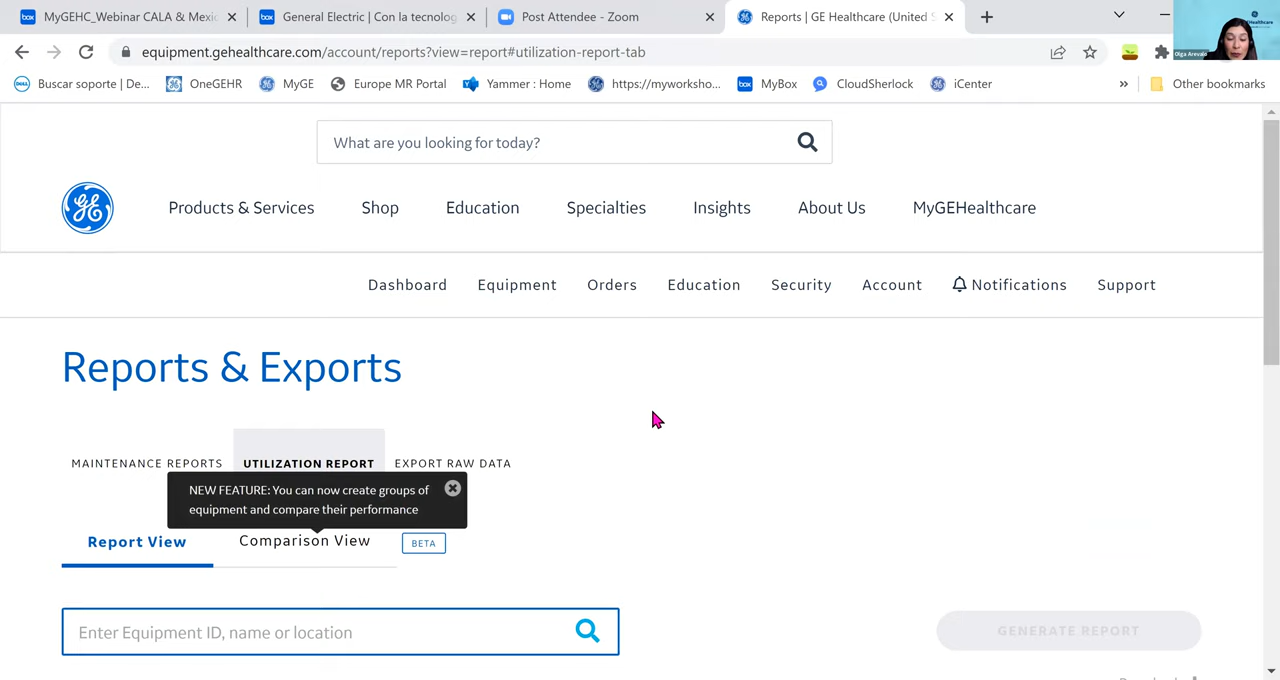 MyGEHC_Webinar CALA & Mexic
General Electric | Con la tecnolog
Post Attendee - Zoom
Reports | GE Healthcare (United S
equipment.gehealthcare.com/account/reports?view=report#utilization-report-tab
Olga Arevalo
Buscar soporte | De...
OneGEHR
MyGE
Europe MR Portal
Yammer : Home
https://myworksho...
MyBox
CloudSherlock
iCenter
»
Other bookmarks
What are you looking for today?
Products & Services
Shop
Education
Specialties
Insights
About Us
MyGEHealthcare
Dashboard
Equipment
Orders
Education
Security
Account
Notifications
Support
Reports & Exports
MAINTENANCE REPORTS
UTILIZATION REPORT
EXPORT RAW DATA
NEW FEATURE: You can now create groups of
equipment and compare their performance
Report View
Comparison View
BETA
Enter Equipment ID, name or location
GENERATE REPORT